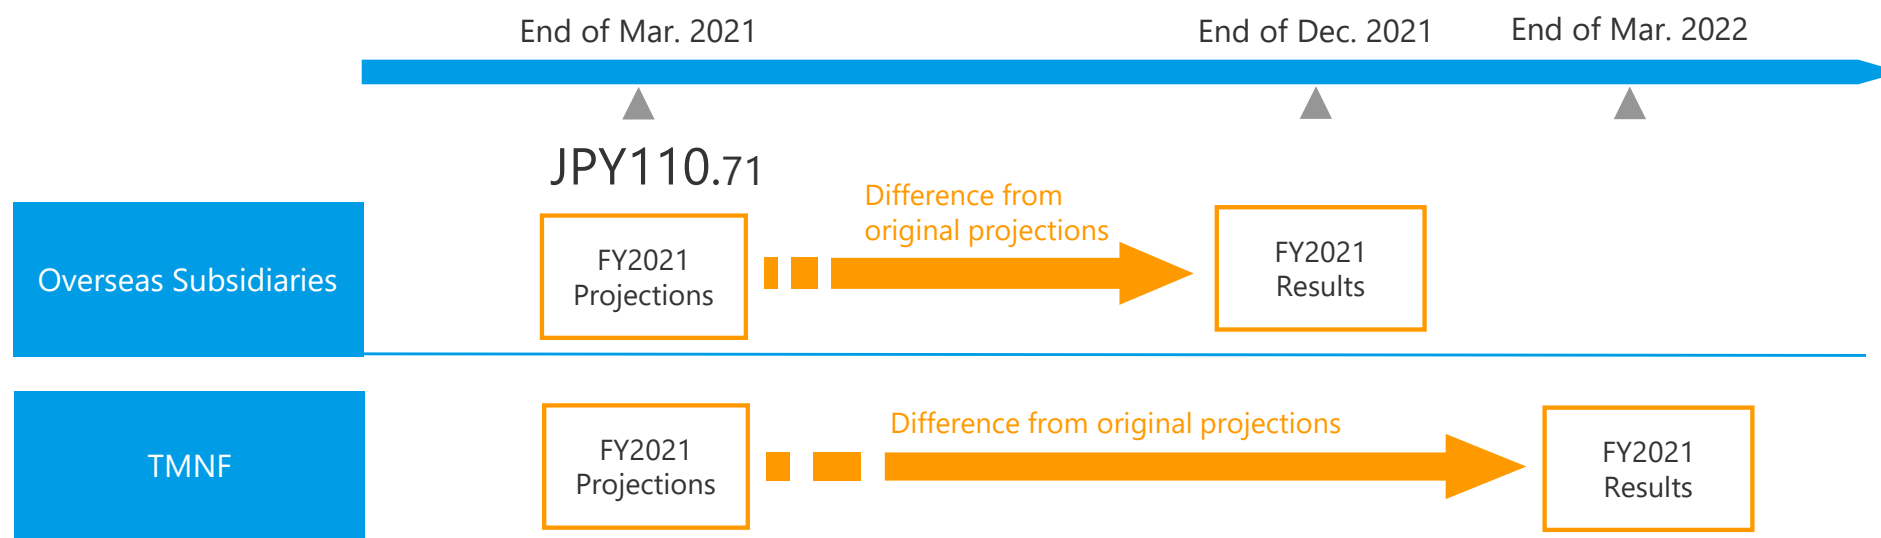 End of Mar. 2021
End of Dec. 2021
End of Mar. 2022
JPY110.71
Overseas Subsidiaries
FY2021
Projections
Difference from
original projections
FY2021
Results
TMNF
FY2021
Projections
Difference from original projections
FY2021
Results